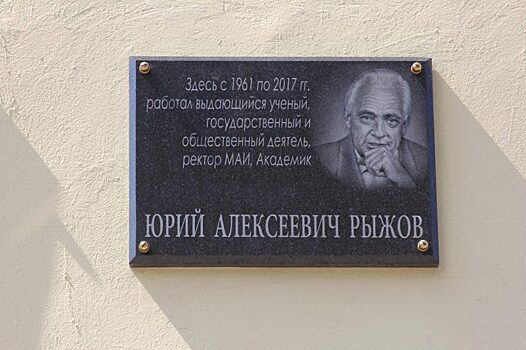 Здесь с 1961 по 2017 гг.
работал выдающийся ученый,
государственный и
общественный деятель,
ректор МАИ, Академик
ЮРИЙ АЛЕКСЕЕВИЧ РЫЖОВ